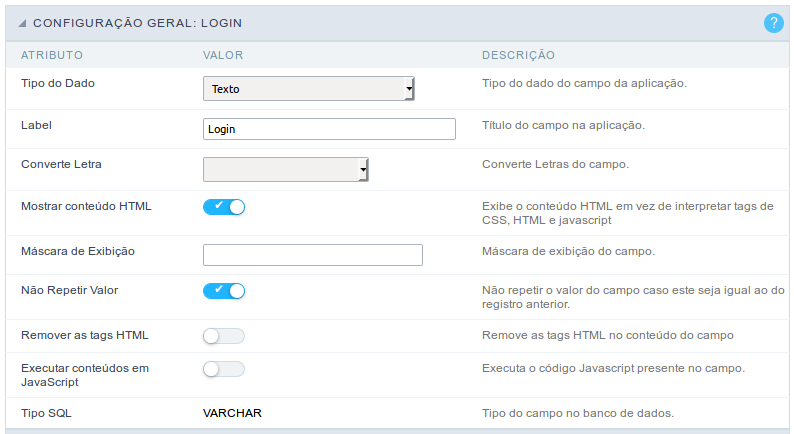 CONFIGURAÇÃO GERAL: LOGIN ?
ATRIBUTO VALOR DESCRIÇÃO
Tipo do Dado Texto Tipo do dado do campo da aplicação.
Label Login Título do campo na aplicação.
Converte Letra Converte Letras do campo.
Mostrar conteúdo HTML Exibe o conteúdo HTML em vez de interpretar tags de
CSS, HTML e javascript
Máscara de Exibição Máscara de exibição do campo.
Não Repetir Valor Não repetir o valor do campo caso este seja igual ao do
registro anterior.
Remover as tags HTML Remove as tags HTML no conteúdo do campo
Executar conteúdos em Executa o código Javascript presente no campo.
JavaScript
Tipo SQL VARCHAR Tipo do campo no banco de dados.